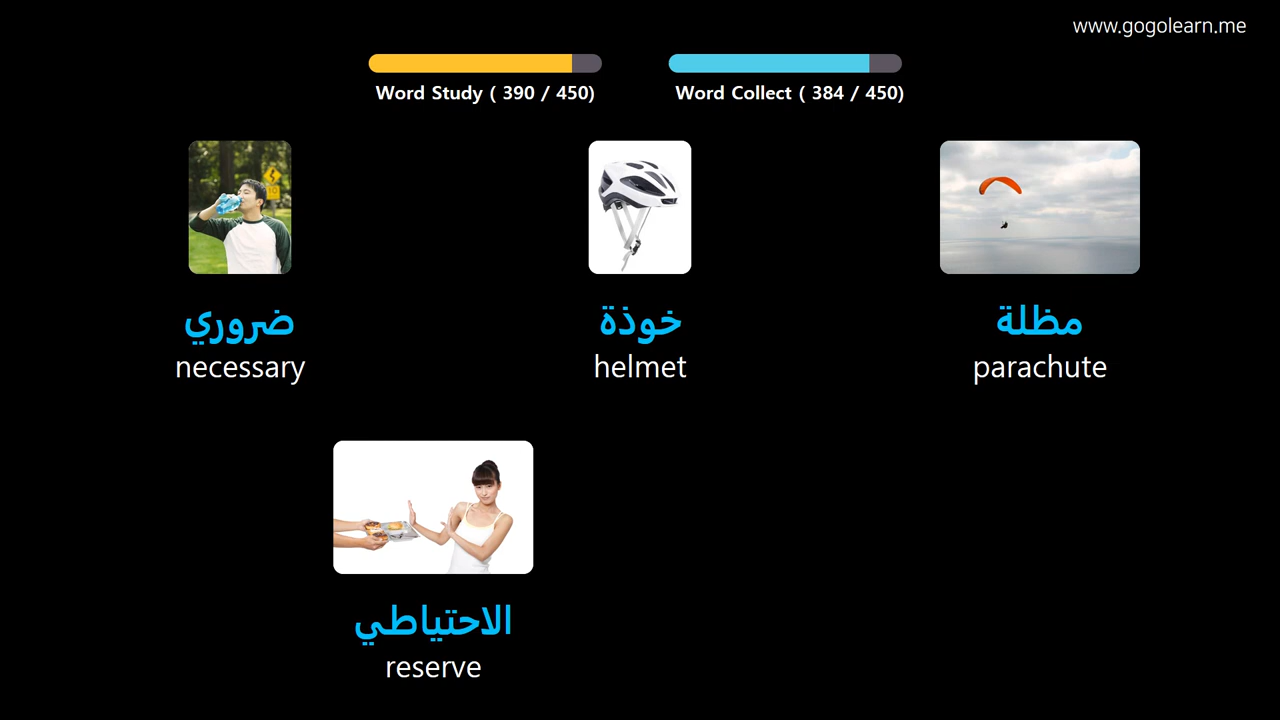 www.gogolearn.me
Word Study ( 390 / 450)
Word Collect ( 384 / 450)
ضروري
necessary
خوذة
helmet
مظلة
parachute
الاحتياطي
reserve